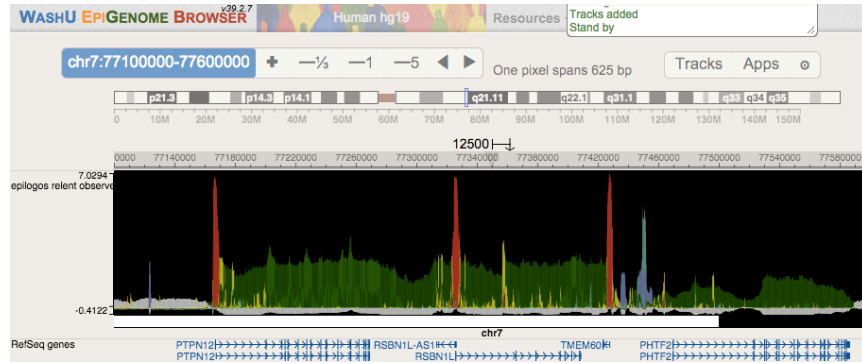 v39.2.7
WASHU EPIGENOME BROWSER
Human hg19
Resources
Tracks added
Stand by
chr7:77100000-77600000
—⅓ —1 —5
One pixel spans 625 bp
Tracks Apps
p21.3 p14.3 p14.1 q21.11 q22.1 q31.1 q33 q34 q35
0 10M 20M 30M 40M 50M 60M 70M 80M 90M 100M 110M 120M 130M 140M 150M
12500
0000 77140000 77180000 77220000 77260000 77300000 77340000 77380000 77420000 77460000 77500000 77540000 77580000
7.0294
epilogos relent observe
-0.4122
chr7
RefSeq genes
PTPN12 RSBN1L-AS1 TMEM60 PHTF2
PTPN12 RSBN1L PHTF2